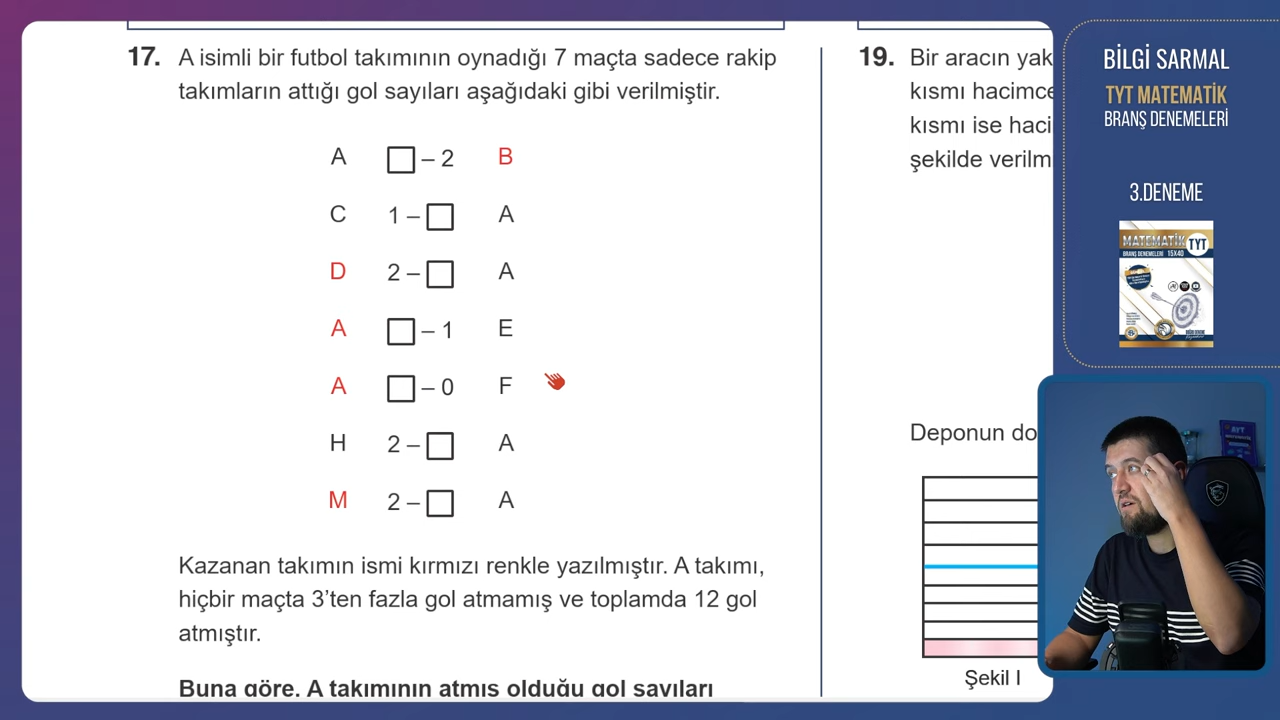 17. A isimli bir futbol takımının oynadığı 7 maçta sadece rakip
takımların attığı gol sayıları aşağıdaki gibi verilmiştir.
A □ – 2 B
C 1 – □ A
D 2 – □ A
A □ – 1 E
A □ – 0 F
H 2 – □ A
M 2 – □ A
Kazanan takımın ismi kırmızı renkle yazılmıştır. A takımı,
hiçbir maçta 3’ten fazla gol atmamış ve toplamda 12 gol
atmıştır.
Buna göre, A takımının atmış olduğu gol sayıları
19. Bir aracın yak
kısmı hacimce
kısmı ise haci
şekilde verilm
Deponun do
Şekil I
BİLGİ SARMAL
TYT MATEMATİK
BRANŞ DENEMELERİ
3.DENEME
MATEMATİK TYT
BRANŞ DENEMELERİ 15X40